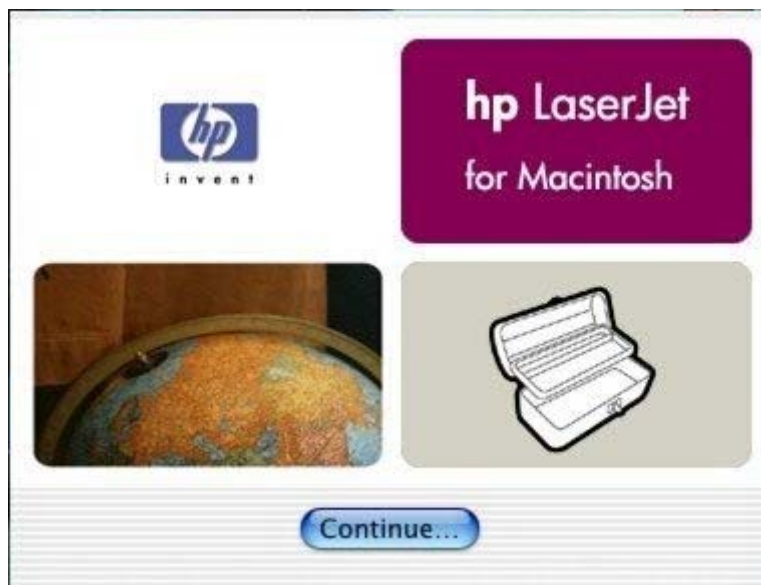 hp
invent
hp LaserJet
for Macintosh
Continue...